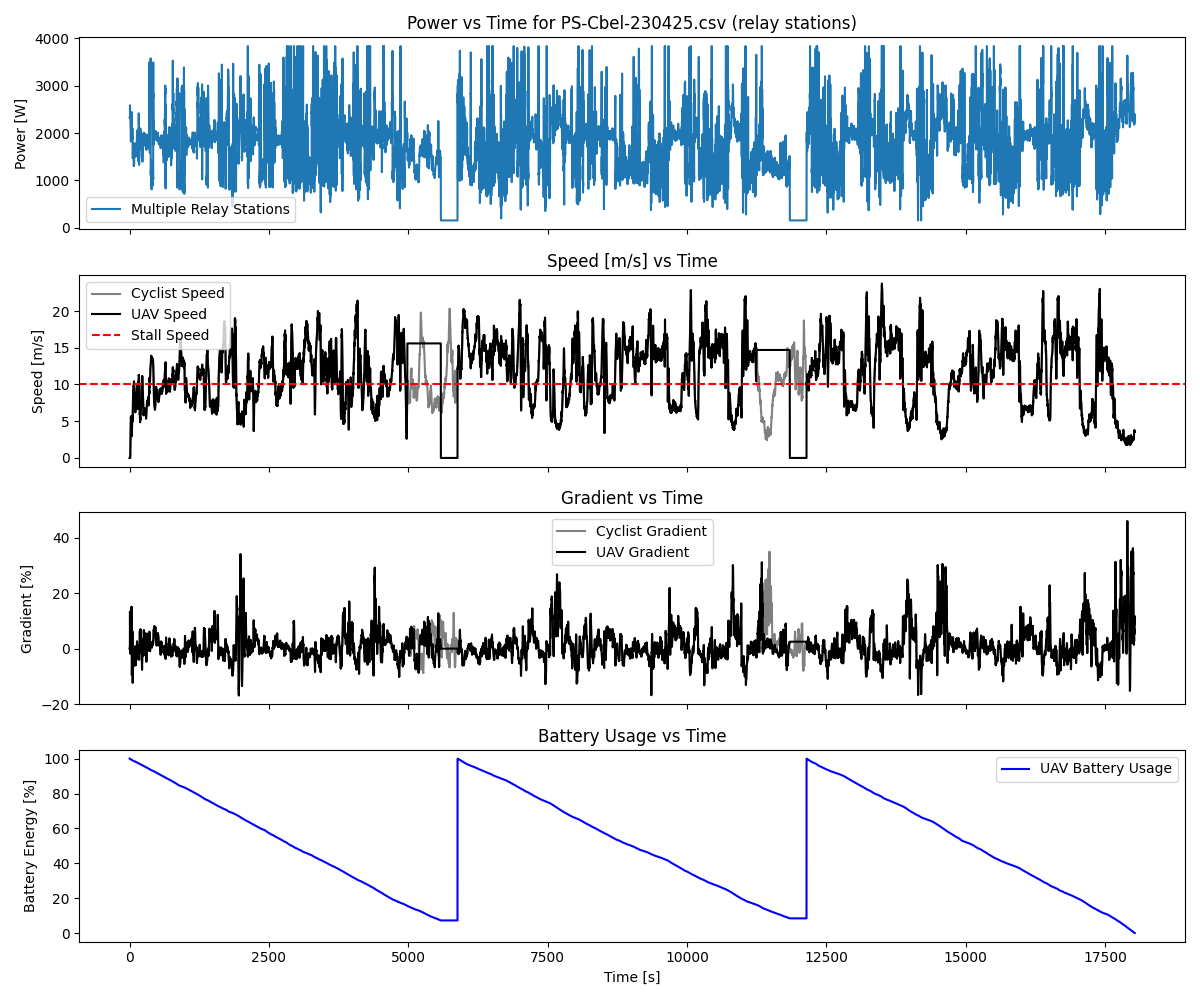 Power vs Time for PS-Cbel-230425.csv (relay stations)
4000
3000
2000
1000
0
Power [W]
Multiple Relay Stations
Speed [m/s] vs Time
20
15
10
5
0
Speed [m/s]
Cyclist Speed
UAV Speed
Stall Speed
Gradient vs Time
40
20
0
−20
Gradient [%]
Cyclist Gradient
UAV Gradient
Battery Usage vs Time
100
80
60
40
20
0
Battery Energy [%]
UAV Battery Usage
0 2500 5000 7500 10000 12500 15000 17500
Time [s]